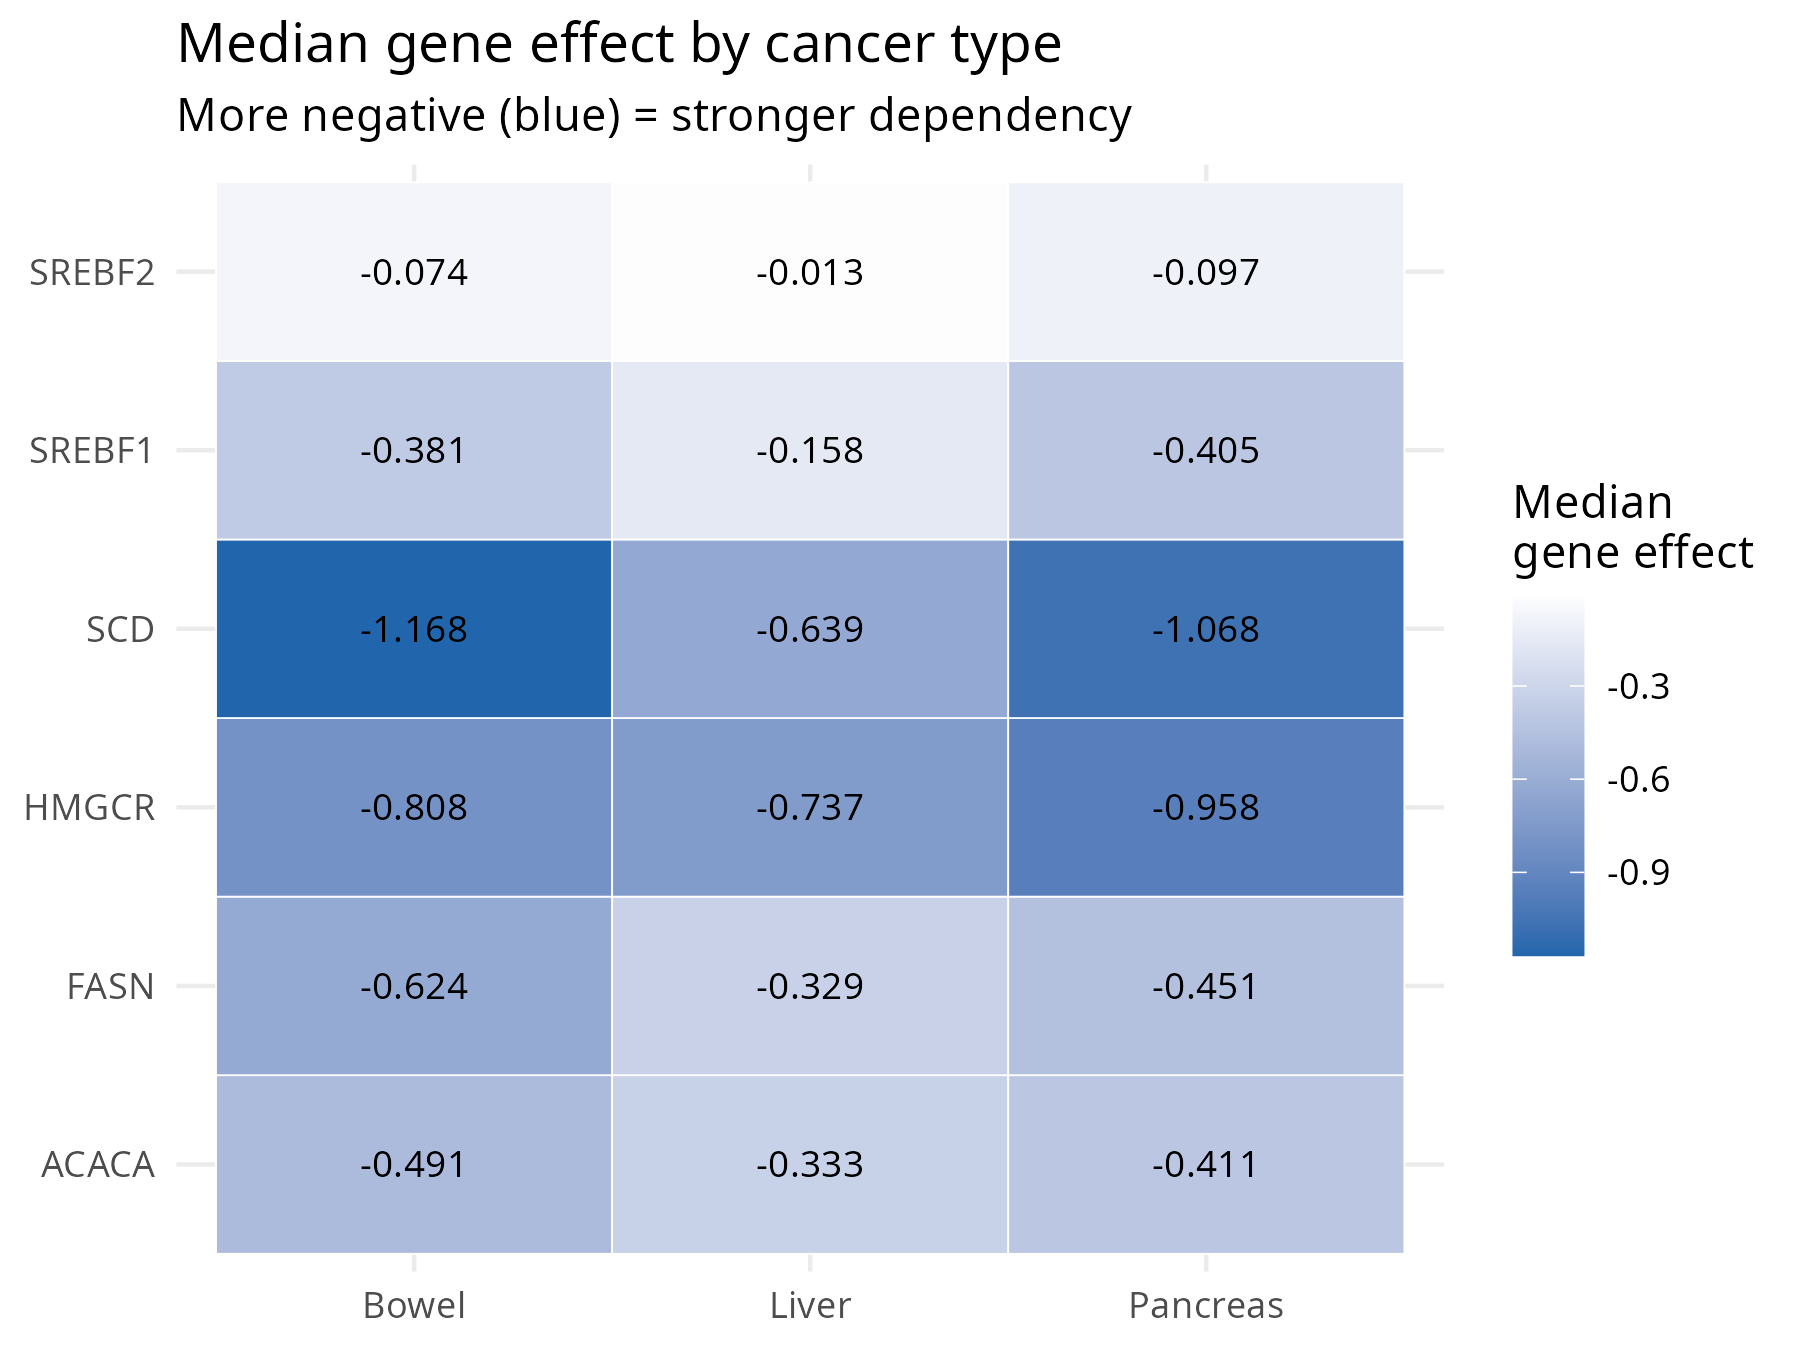 Median gene effect by cancer type
More negative (blue) = stronger dependency
SREBF2 -0.074 -0.013 -0.097
SREBF1 -0.381 -0.158 -0.405
SCD -1.168 -0.639 -1.068
HMGCR -0.808 -0.737 -0.958
FASN -0.624 -0.329 -0.451
ACACA -0.491 -0.333 -0.411
Bowel Liver Pancreas
Median
gene effect
-0.3
-0.6
-0.9